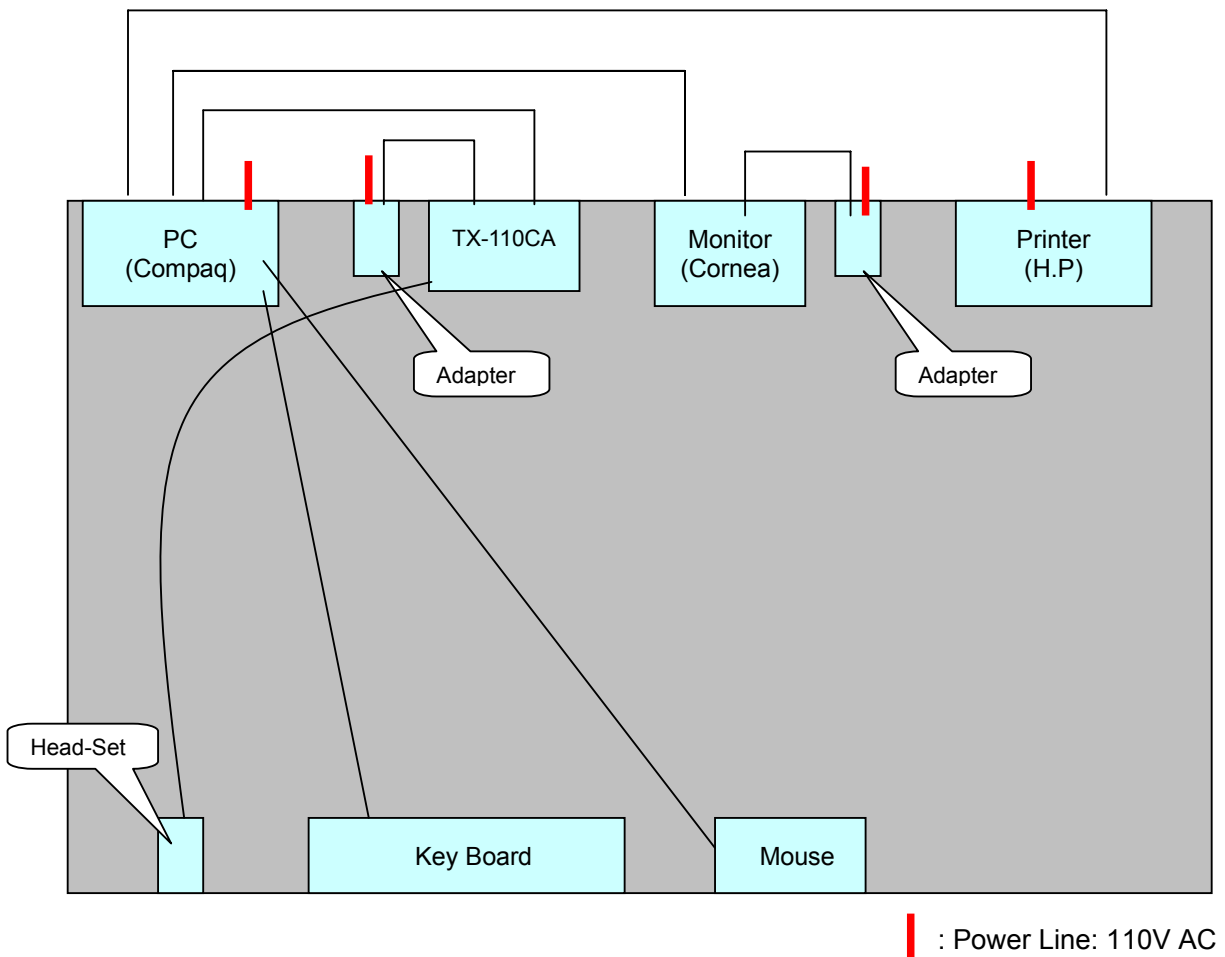 PC
(Compaq)
TX-110CA
Monitor
(Cornea)
Printer
(H.P)
Adapter
Adapter
Head-Set
Key Board
Mouse
: Power Line: 110V AC